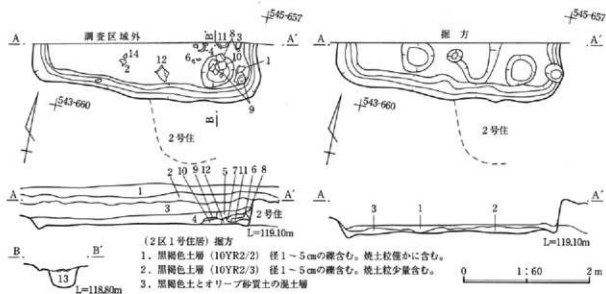 545-657
545-657
A
調査区域外
B
11 8 3
A'
A
掘方
A'
14
2
6
4
5
10
12
1
9
543-660
B
2号住
543-660
2号住
2 10 9 12 5 7 11 6 8
A
1
A'
3
2号住
4
L=119.10m
A
3
1
2
A'
L=119.10m
B
B'
13
L=118.80m
(2区1号住居) 掘方
1. 黒褐色土層 (10YR2/2) 径1~5cmの礫含む。焼土粒僅かに含む。
2. 黒褐色土層 (10YR2/3) 径1~5cmの礫含む。焼土粒少量含む。
3. 黒褐色土とオリーブ砂質土の混土層
0
1:60
2m